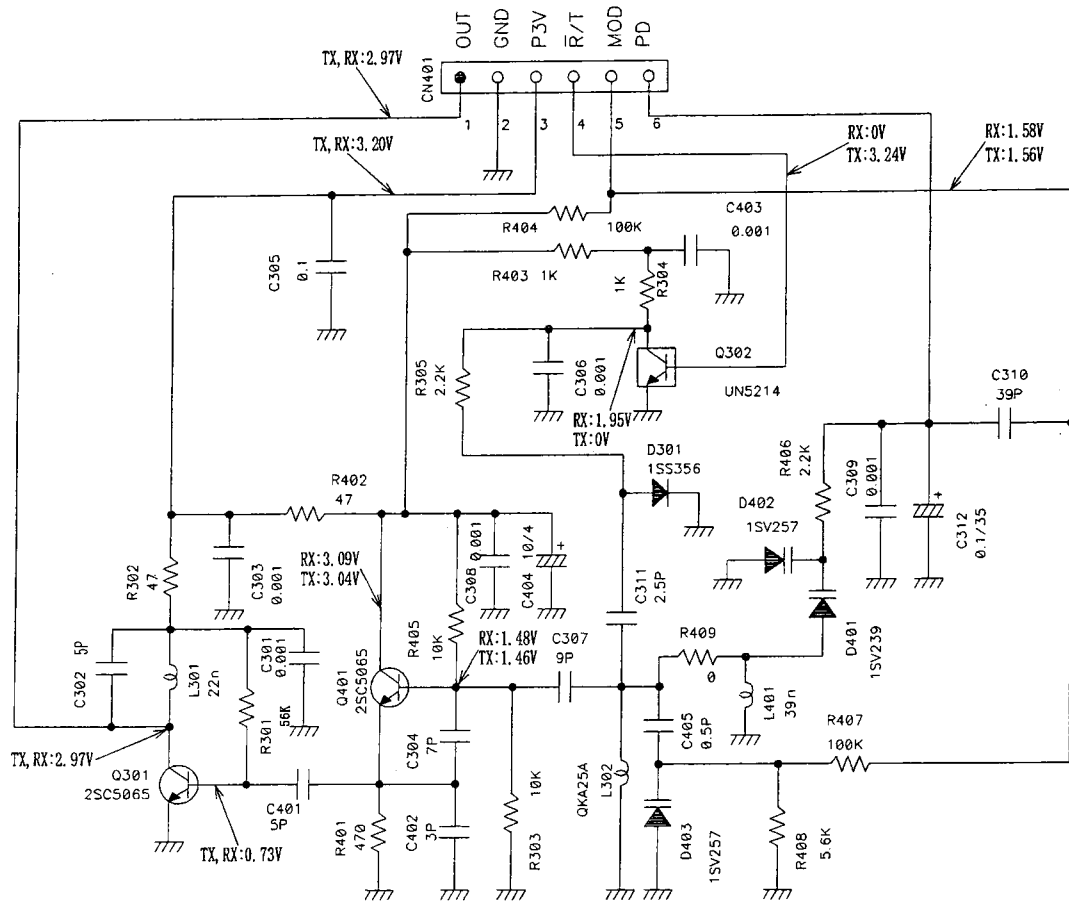 OUT
GND
P3V
R/T
MOD
PD
CN401
1
2
3
4
5
6
TX,RX:2.97V
TX,RX:3.20V
RX:0V
TX:3.24V
RX:1.58V
TX:1.56V
R404
100K
C403
0.001
R403 1K
1K
R304
C305
0.1
R305
2.2K
C306
0.001
Q302
UN5214
RX:1.95V
TX:0V
C310
39P
R406
2.2K
C309
0.001
+
C312
0.1/35
D301
1SS356
D402
1SV257
R402
47
R302
47
C303
0.001
RX:3.09V
TX:3.04V
C308
0.001
C404
10/4
+
C311
2.5P
R405
10K
RX:1.48V
TX:1.46V
C307
9P
R409
0
D401
1SV239
L401
39n
C302
5P
L301
22n
C301
0.001
R301
56K
Q401
2SC5065
C304
7P
C405
0.5P
R407
100K
TX,RX:2.97V
Q301
2SC5065
C401
5P
TX,RX:0.73V
R401
470
C402
3P
10K
R303
QKA25A
L302
D403
1SV257
R408
5.6K